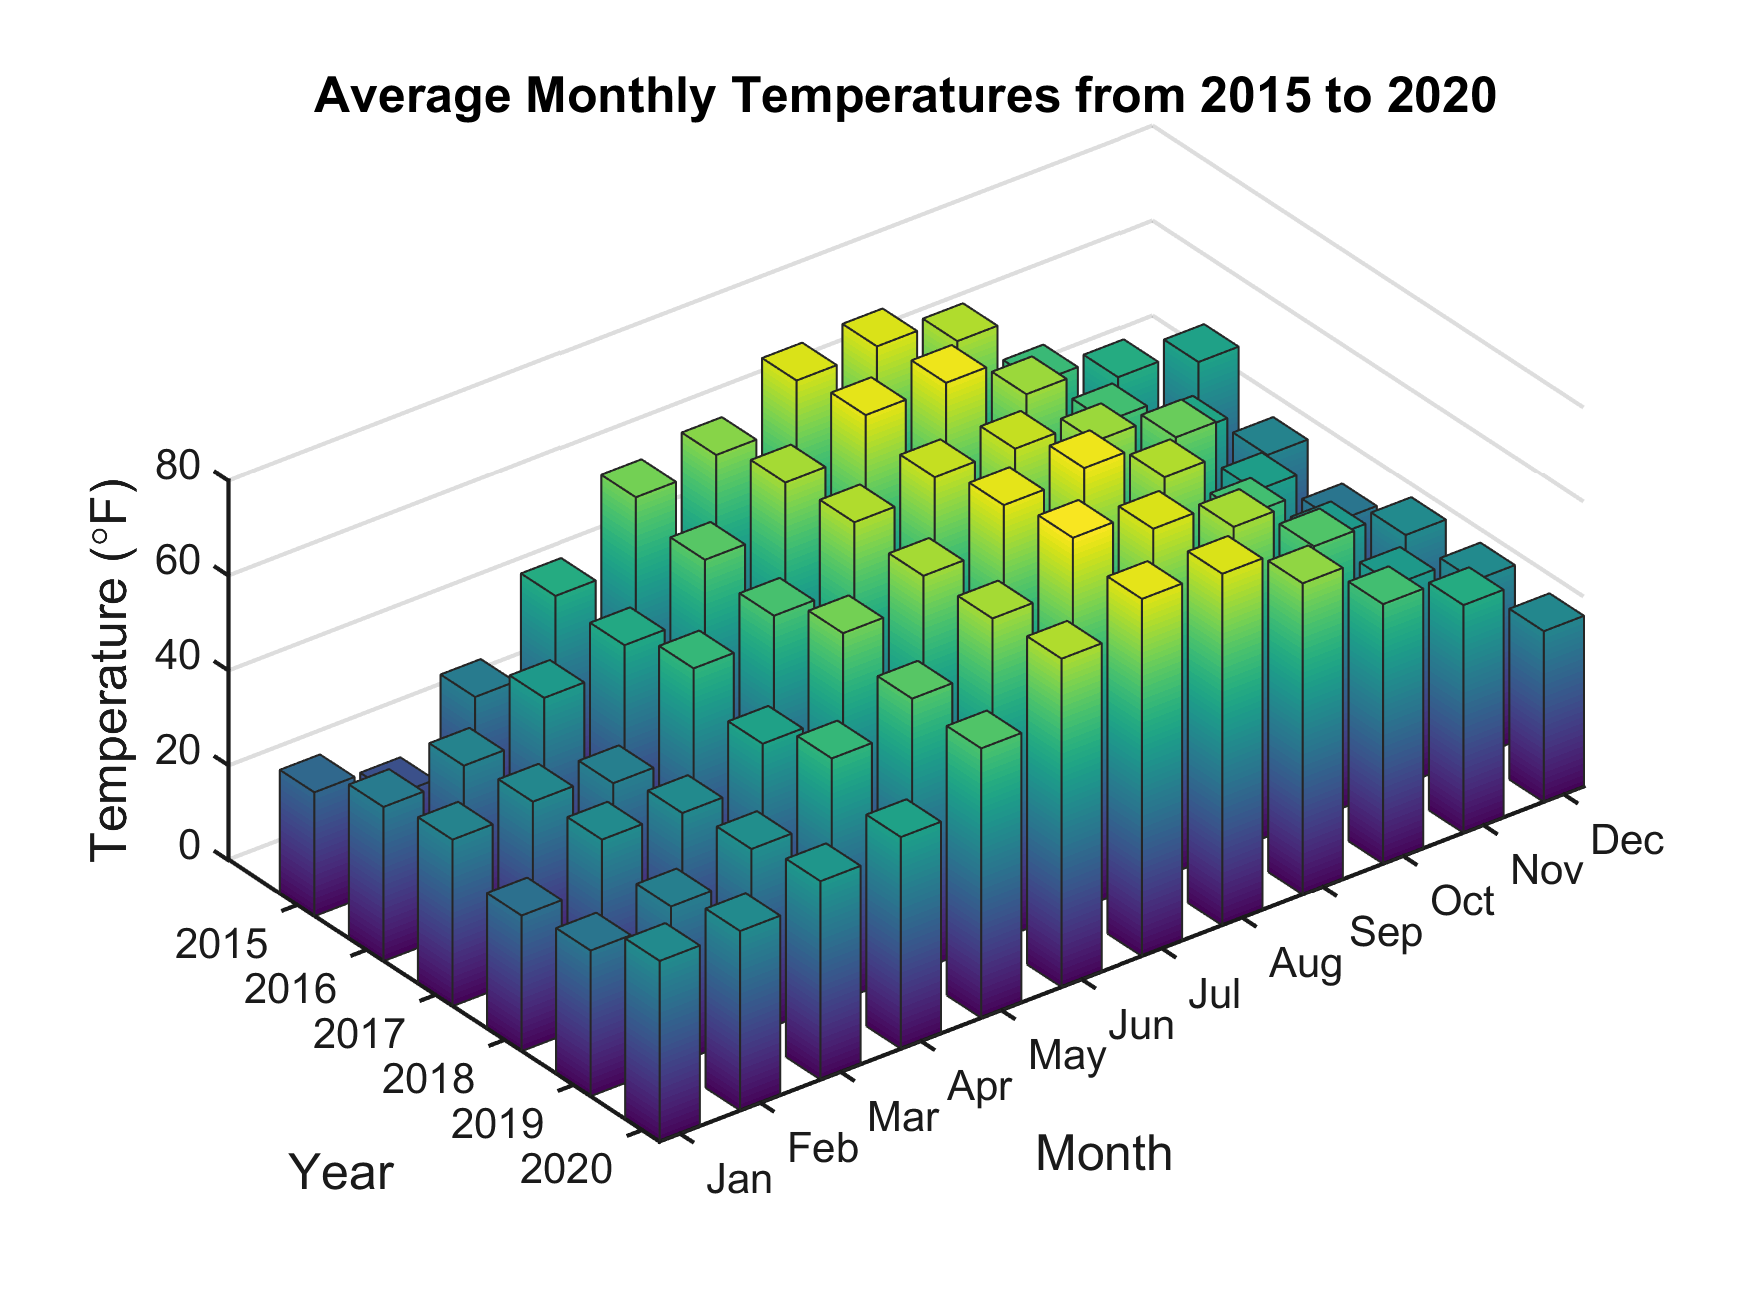 Average Monthly Temperatures from 2015 to 2020
80
60
40
20
0
Temperature (°F)
2015
2016
2017
2018
2019
2020
Year
Jan
Feb
Mar
Apr
May
Jun
Jul
Aug
Sep
Oct
Nov
Dec
Month